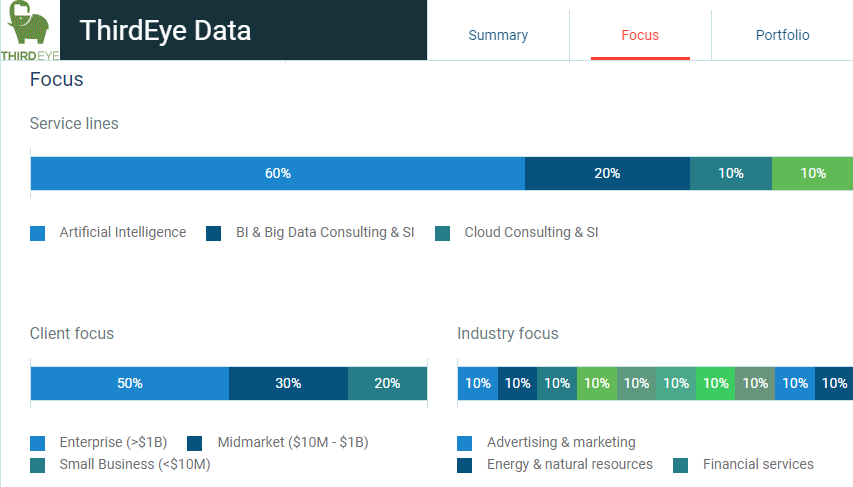 THIRDEYE
ThirdEye Data
Summary
Focus
Portfolio
Focus
Service lines
60% 20% 10% 10%
Artificial Intelligence BI & Big Data Consulting & SI Cloud Consulting & SI
Client focus
Industry focus
50% 30% 20%
10% 10% 10% 10% 10% 10% 10% 10% 10% 10%
Enterprise (>$1B) Midmarket ($10M - $1B)
Small Business (<$10M)
Advertising & marketing
Energy & natural resources Financial services